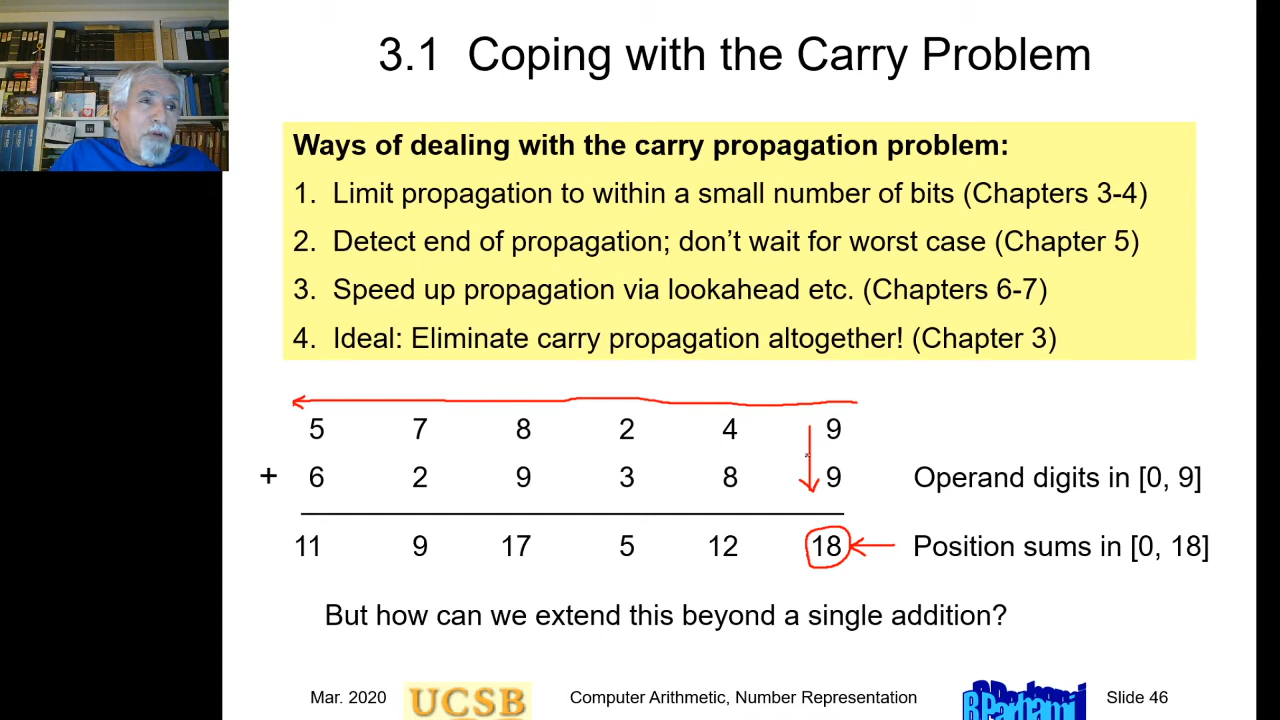 3.1 Coping with the Carry Problem
Ways of dealing with the carry propagation problem:
1. Limit propagation to within a small number of bits (Chapters 3-4)
2. Detect end of propagation; don’t wait for worst case (Chapter 5)
3. Speed up propagation via lookahead etc. (Chapters 6-7)
4. Ideal: Eliminate carry propagation altogether! (Chapter 3)
5 7 8 2 4 9
+ 6 2 9 3 8 9 Operand digits in [0, 9]
11 9 17 5 12 18 Position sums in [0, 18]
But how can we extend this beyond a single addition?
Mar. 2020 UCSB Computer Arithmetic, Number Representation B. Parhami Slide 46